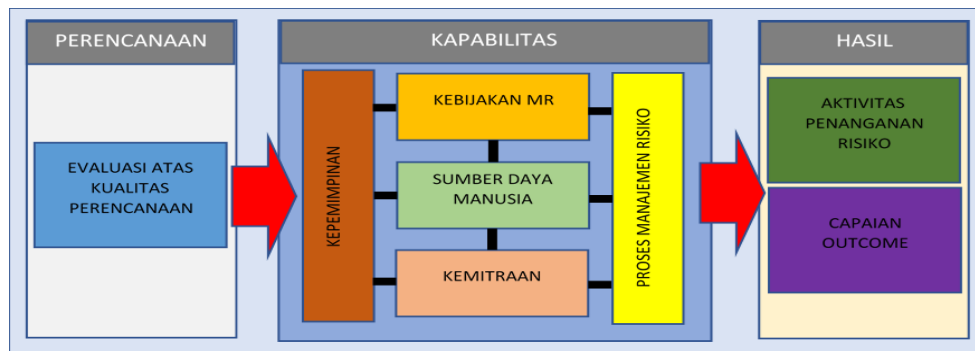 PERENCANAAN
EVALUASI ATAS
KUALITAS
PERENCANAAN
KAPABILITAS
KEPEMIMPINAN
KEBIJAKAN MR
SUMBER DAYA
MANUSIA
KEMITRAAN
PROSES MANAJEMEN RISIKO
HASIL
AKTIVITAS
PENANGANAN
RISIKO
CAPAIAN
OUTCOME